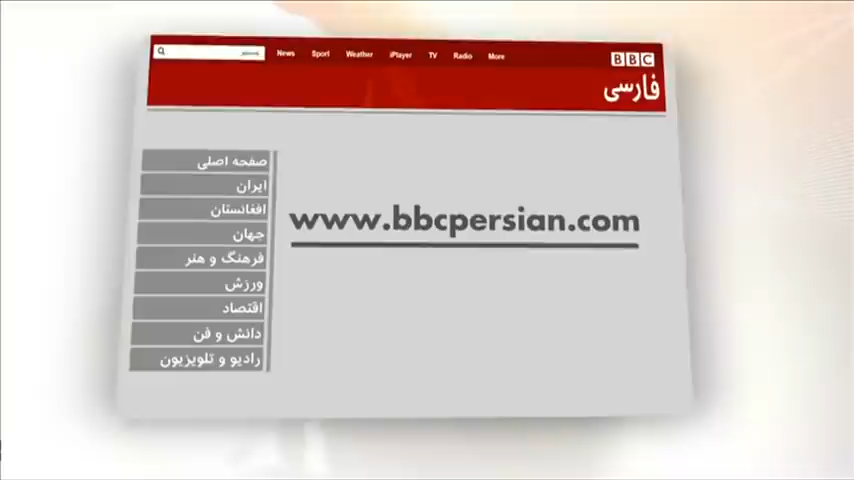 News Sport Weather iPlayer TV Radio More
BBC
فارسی
صفحه اصلی
ایران
افغانستان
جهان
فرهنگ و هنر
ورزش
اقتصاد
دانش و فن
رادیو و تلویزیون
www.bbcpersian.com